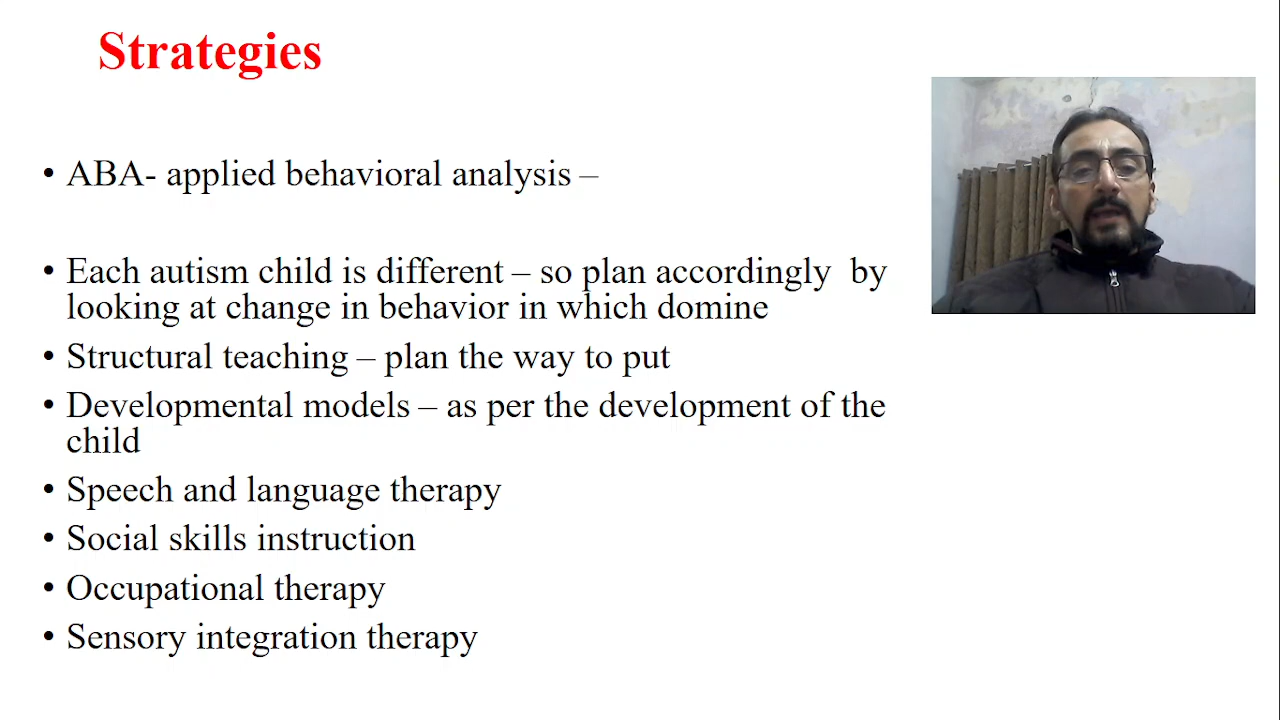 Strategies
• ABA- applied behavioral analysis –
• Each autism child is different – so plan accordingly  by
looking at change in behavior in which domine
• Structural teaching – plan the way to put
• Developmental models – as per the development of the
child
• Speech and language therapy
• Social skills instruction
• Occupational therapy
• Sensory integration therapy